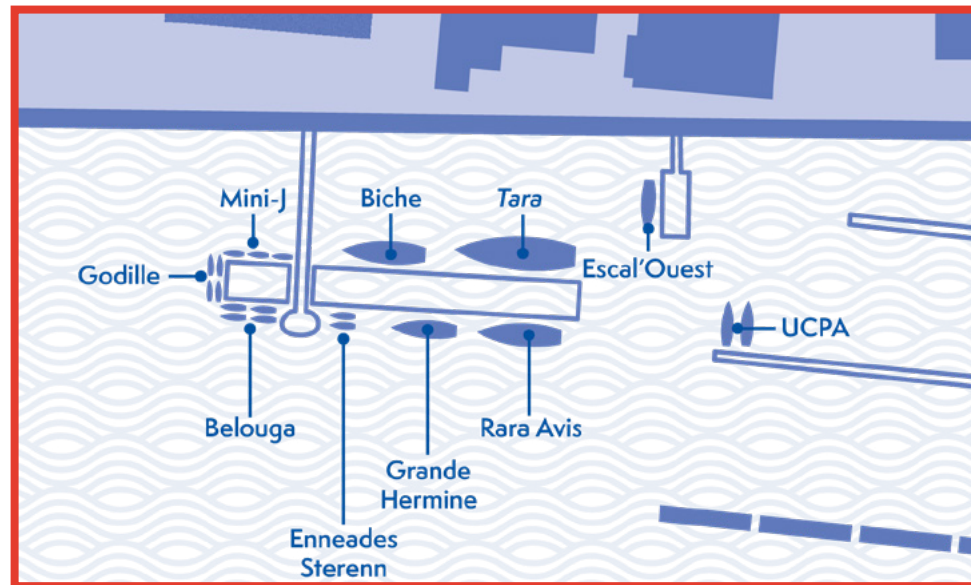 Mini-J
Biche
Tara
Godille
Escal'Ouest
UCPA
Belouga
Rara Avis
Grande
Hermine
Enneades
Sterenn